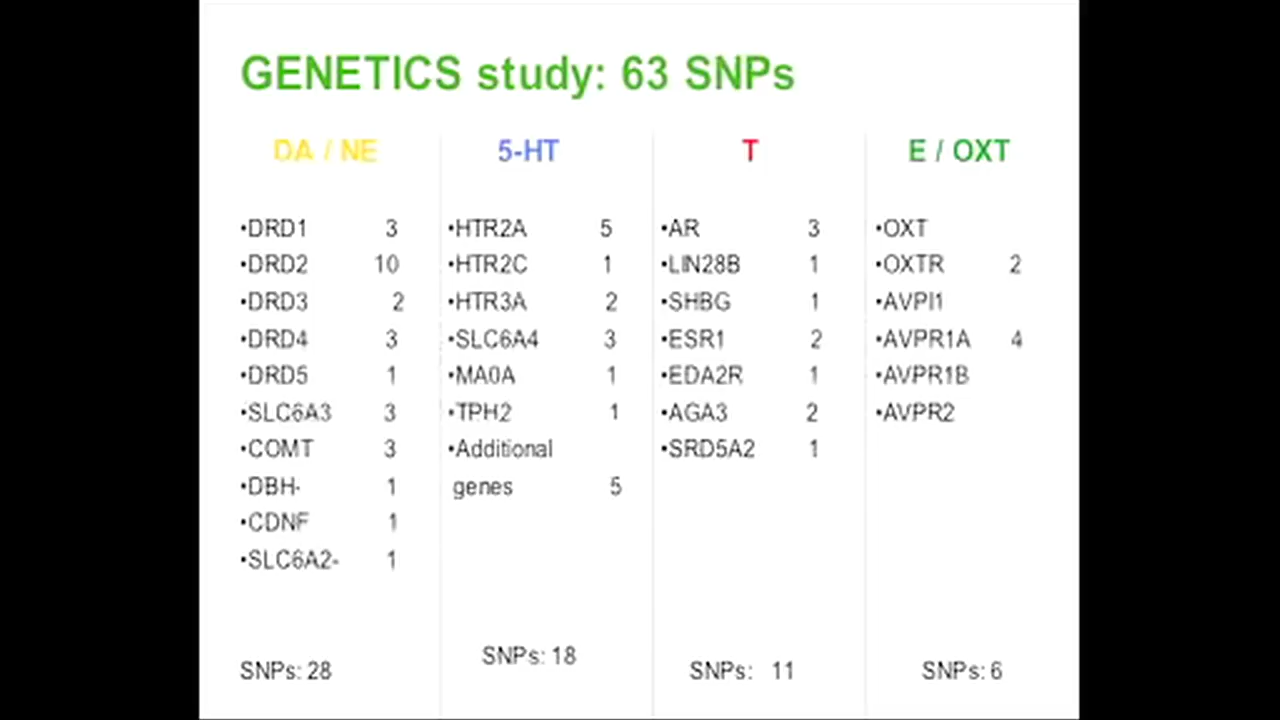 GENETICS study: 63 SNPs
DA / NE
•DRD1 3
•DRD2 10
•DRD3 2
•DRD4 3
•DRD5 1
•SLC6A3 3
•COMT 3
•DBH- 1
•CDNF 1
•SLC6A2- 1
SNPs: 28
5-HT
•HTR2A 5
•HTR2C 1
•HTR3A 2
•SLC6A4 3
•MA0A 1
•TPH2 1
•Additional
genes 5
SNPs: 18
T
•AR 3
•LIN28B 1
•SHBG 1
•ESR1 2
•EDA2R 1
•AGA3 2
•SRD5A2 1
SNPs: 11
E / OXT
•OXT
•OXTR 2
•AVPI1
•AVPR1A 4
•AVPR1B
•AVPR2
SNPs: 6